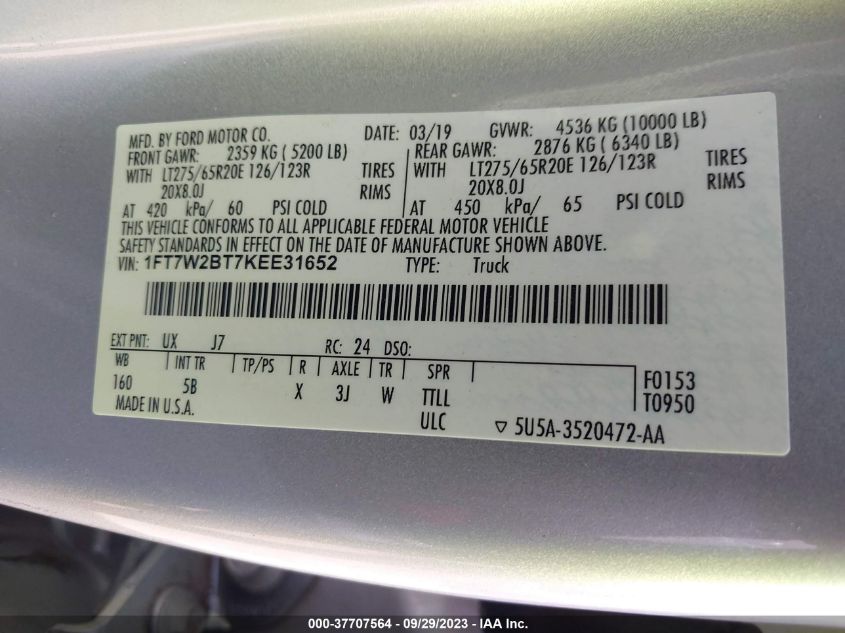 MFD. BY FORD MOTOR CO. DATE: 03/19 GVWR: 4536 KG (10000 LB)
FRONT GAWR: 2359 KG ( 5200 LB) REAR GAWR: 2876 KG ( 6340 LB)
WITH LT275/65R20E 126/123R TIRES WITH LT275/65R20E 126/123R TIRES
20X8.0J RIMS 20X8.0J RIMS
AT 420 kPa/ 60 PSI COLD AT 450 kPa/ 65 PSI COLD
THIS VEHICLE CONFORMS TO ALL APPLICABLE FEDERAL MOTOR VEHICLE
SAFETY STANDARDS IN EFFECT ON THE DATE OF MANUFACTURE SHOWN ABOVE.
VIN: 1FT7W2BT7KEE31652 TYPE: Truck
EXT PNT: UX J7 RC: 24 DSO:
WB INT TR TP/PS R AXLE TR SPR F0153
160 5B X 3J W TTLL T0950
MADE IN U.S.A. ULC 5U5A-3520472-AA
000-37707564 - 09/29/2023 - IAA Inc.